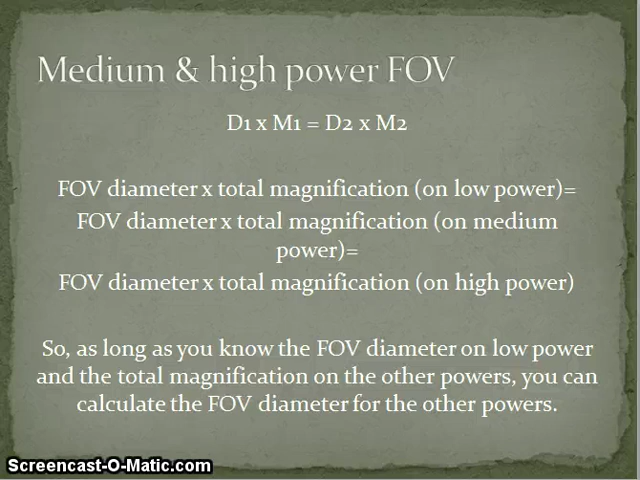 Medium & high power FOV
D1 x M1 = D2 x M2
FOV diameter x total magnification (on low power)=
FOV diameter x total magnification (on medium
power)=
FOV diameter x total magnification (on high power)
So, as long as you know the FOV diameter on low power
and the total magnification on the other powers, you can
calculate the FOV diameter for the other powers.
Screencast-O-Matic.com